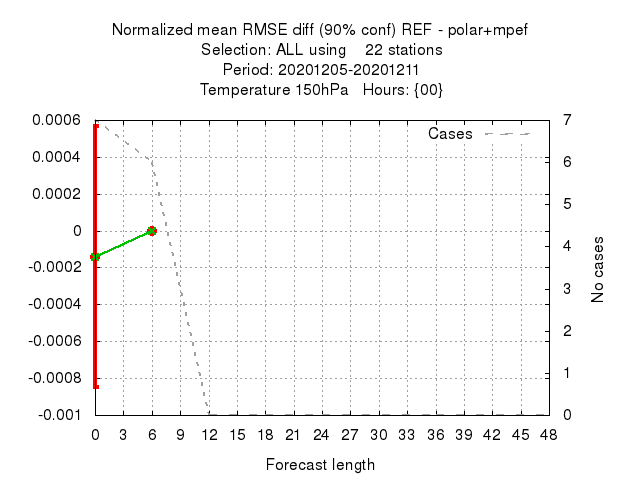 Normalized mean RMSE diff (90% conf) REF - polar+mpef
Selection: ALL using    22 stations
Period: 20201205-20201211
Temperature 150hPa   Hours: {00}
Cases
0.0006
0.0004
0.0002
0
-0.0002
-0.0004
-0.0006
-0.0008
-0.001
7
6
5
4
3
2
1
0
No cases
0 3 6 9 12 15 18 21 24 27 30 33 36 39 42 45 48
Forecast length